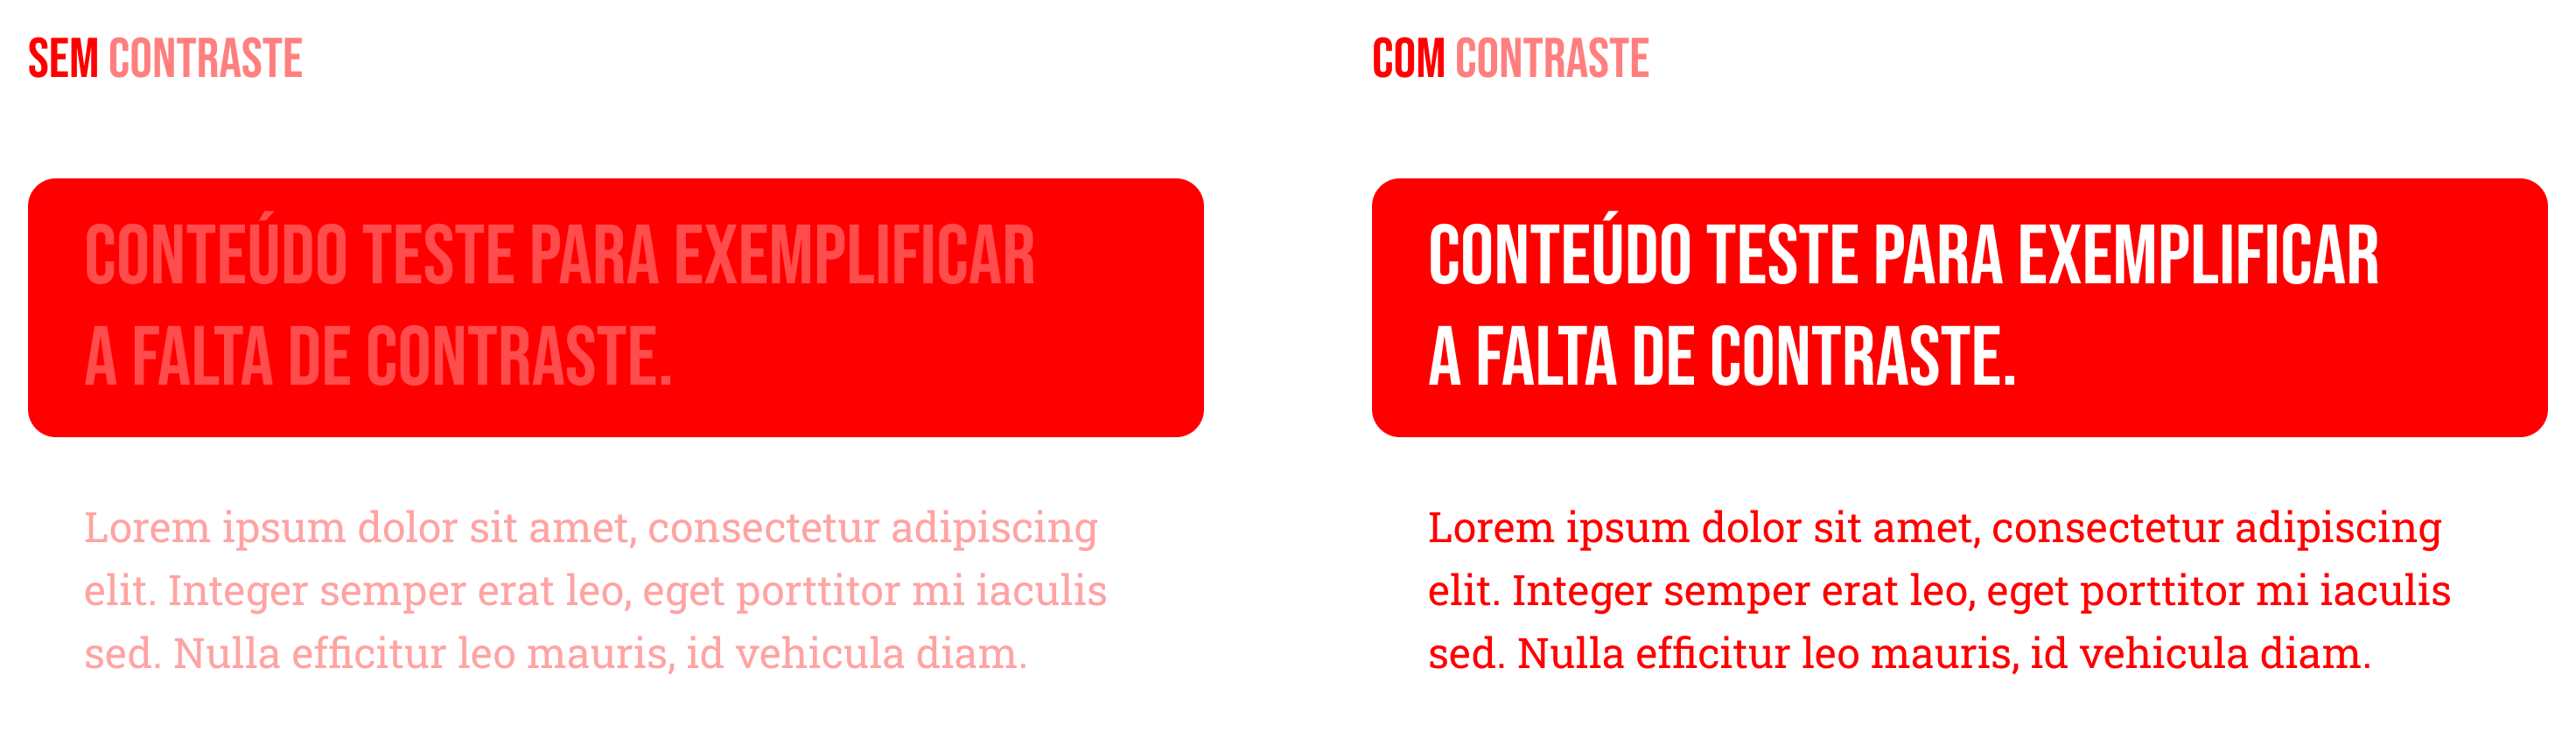 SEM CONTRASTE
CONTEÚDO TESTE PARA EXEMPLIFICAR
A FALTA DE CONTRASTE.
Lorem ipsum dolor sit amet, consectetur adipiscing
elit. Integer semper erat leo, eget porttitor mi iaculis
sed. Nulla efficitur leo mauris, id vehicula diam.
COM CONTRASTE
CONTEÚDO TESTE PARA EXEMPLIFICAR
A FALTA DE CONTRASTE.
Lorem ipsum dolor sit amet, consectetur adipiscing
elit. Integer semper erat leo, eget porttitor mi iaculis
sed. Nulla efficitur leo mauris, id vehicula diam.